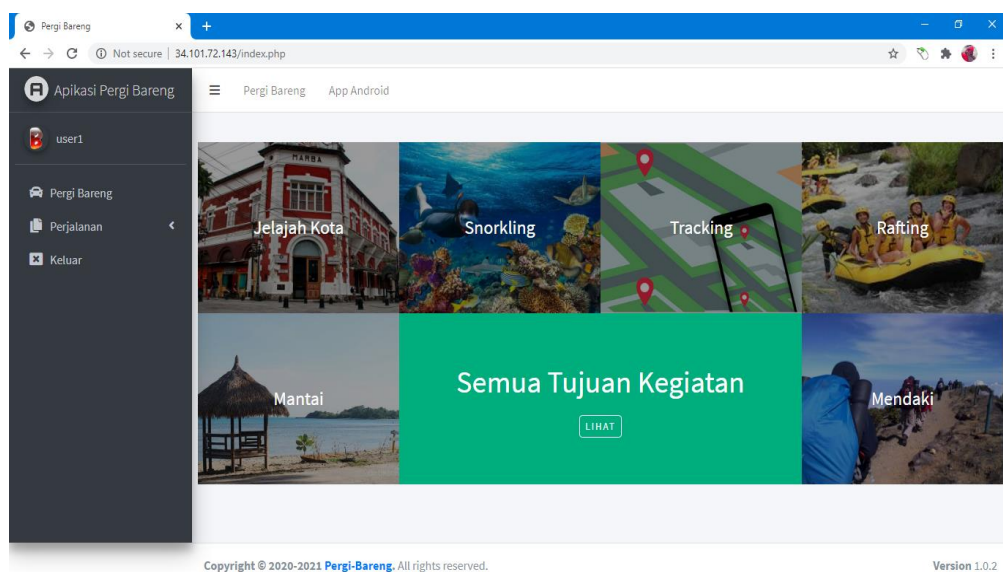 Pergi Bareng
Not secure | 34.101.72.143/index.php
Apikasi Pergi Bareng
Pergi Bareng App Android
user1
Pergi Bareng
Perjalanan
Keluar
MARBA
Jelajah Kota
Snorkling
Tracking
Rafting
Mantai
Semua Tujuan Kegiatan
LIHAT
Mendaki
Copyright © 2020-2021 Pergi-Bareng. All rights reserved.
Version 1.0.2